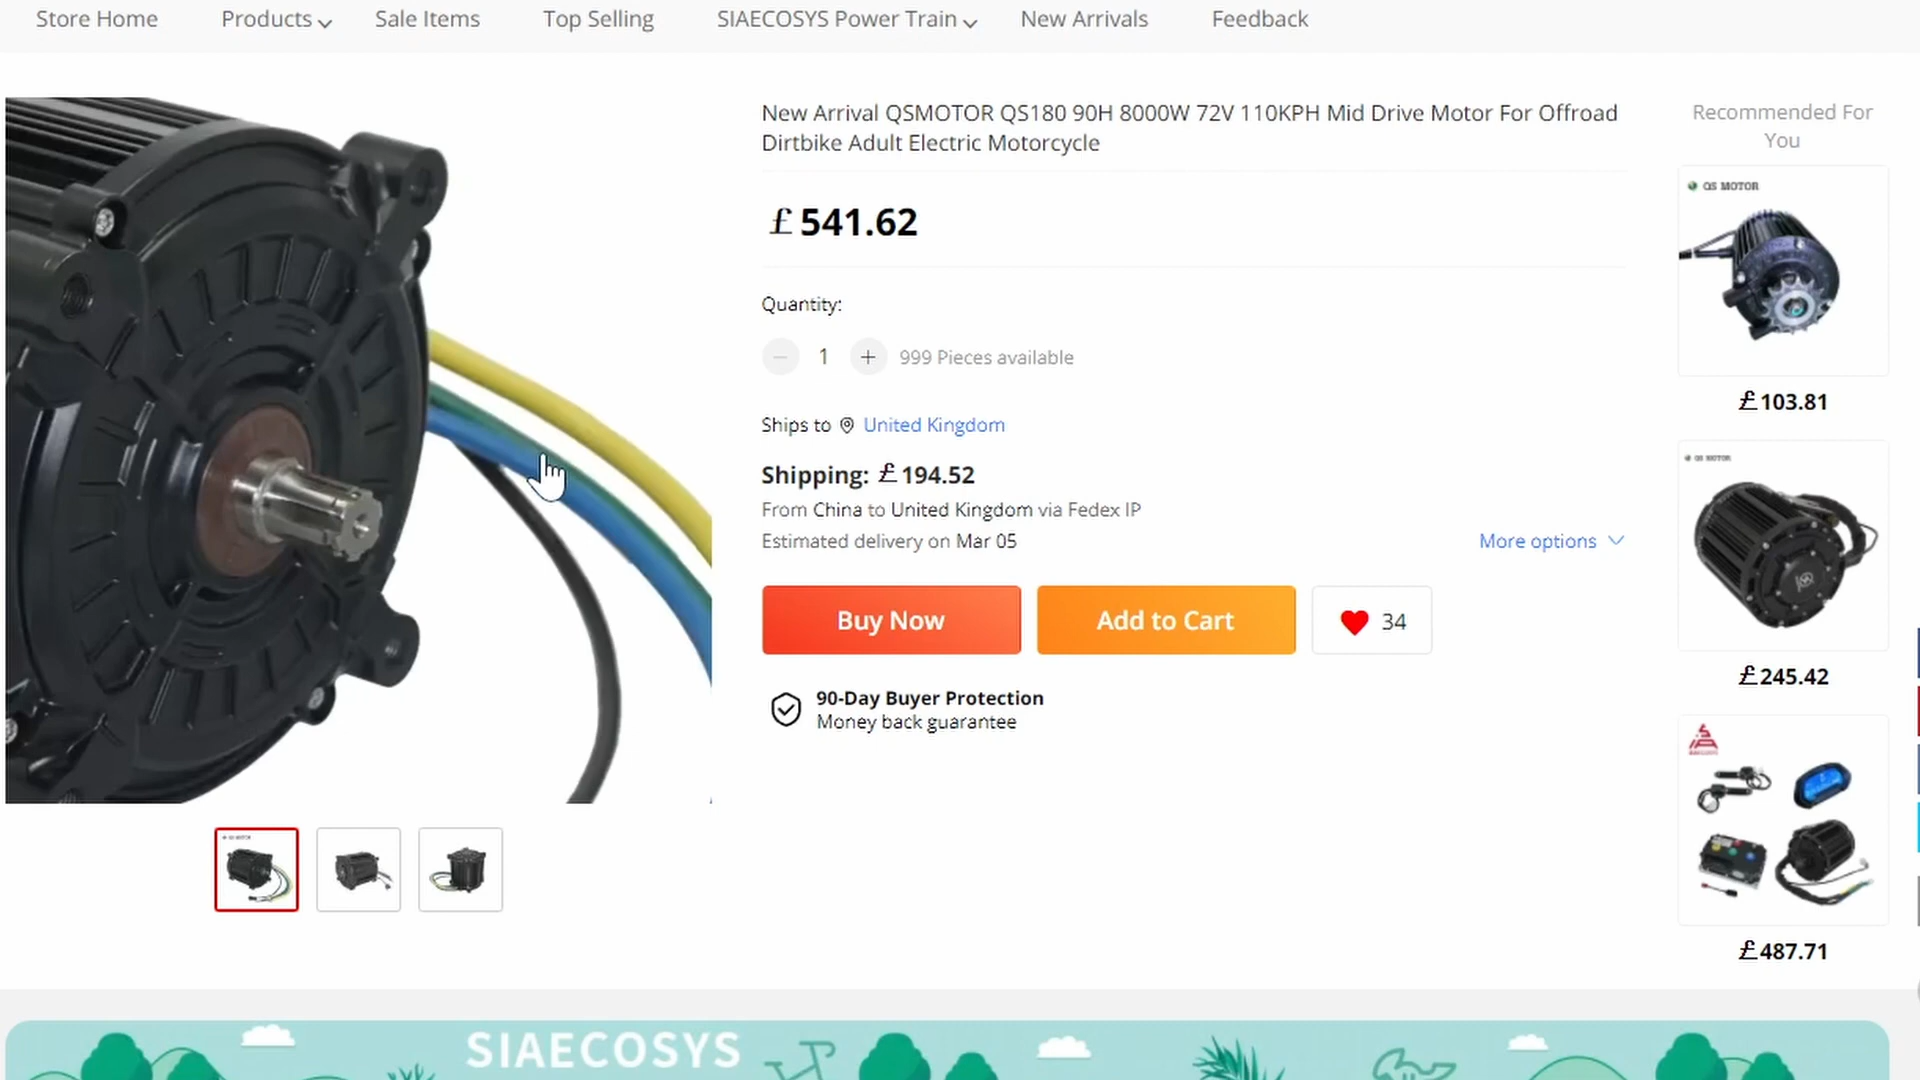 Store Home
Products
Sale Items
Top Selling
SIAECOSYS Power Train
New Arrivals
Feedback
New Arrival QSMOTOR QS180 90H 8000W 72V 110KPH Mid Drive Motor For Offroad
Dirtbike Adult Electric Motorcycle
£541.62
Quantity:
1
999 Pieces available
Ships to United Kingdom
Shipping: £194.52
From China to United Kingdom via Fedex IP
Estimated delivery on Mar 05
More options
Buy Now
Add to Cart
34
90-Day Buyer Protection
Money back guarantee
Recommended For
You
QS MOTOR
£103.81
QS MOTOR
£245.42
£487.71
SIAECOSYS